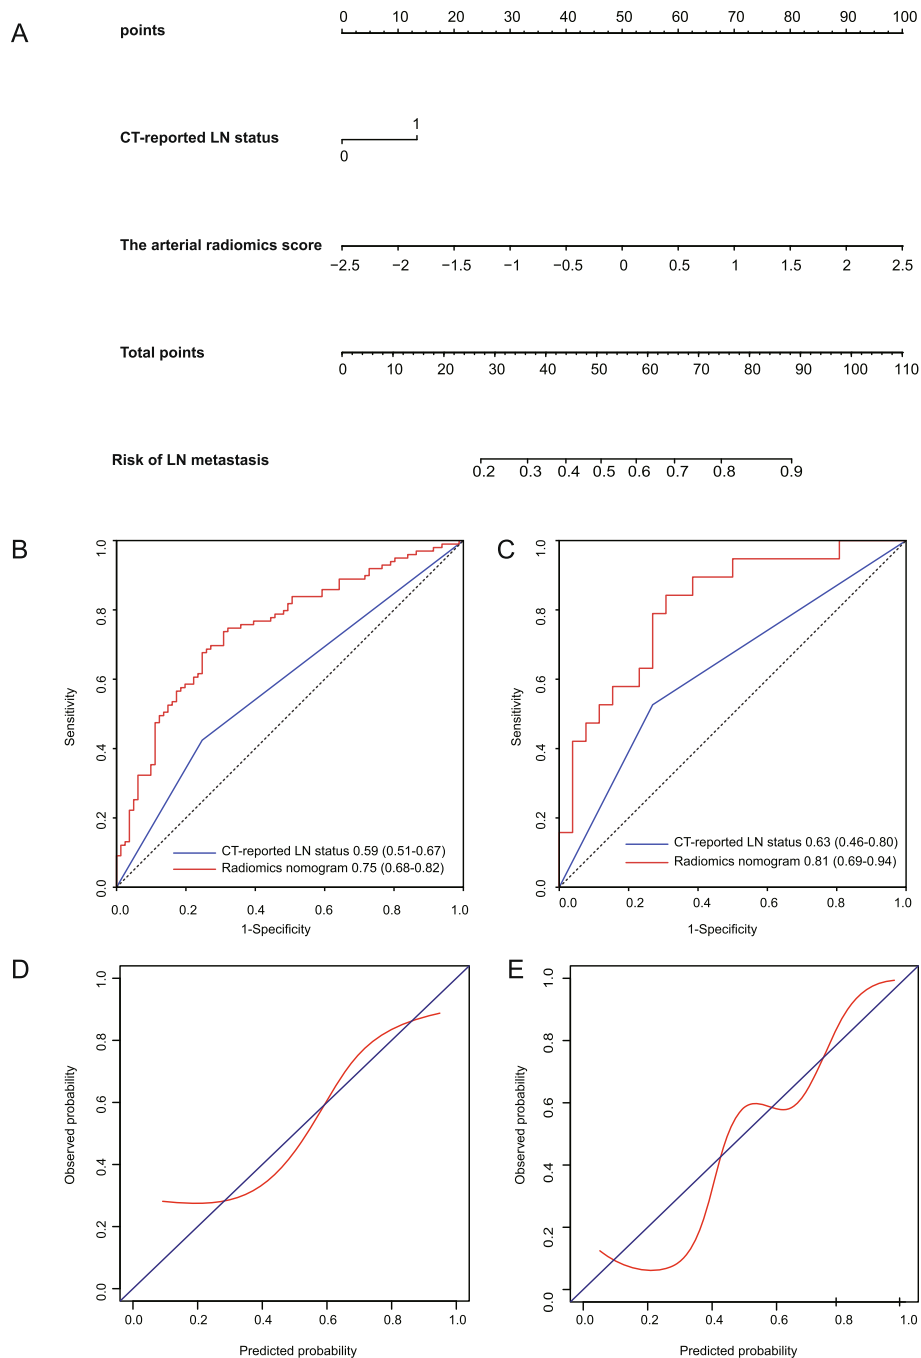 A
points
0 10 20 30 40 50 60 70 80 90 100
CT-reported LN status
1
0
The arterial radiomics score
−2.5 −2 −1.5 −1 −0.5 0 0.5 1 1.5 2 2.5
Total points
0 10 15 20 30 40 50 60 70 80 90 100 110
Risk of LN metastasis
0.2 0.3 0.4 0.5 0.6 0.7 0.8 0.9
B
Sensitivity
1.0
0.8
0.6
0.4
0.2
0.0
CT-reported LN status 0.59 (0.51-0.67)
Radiomics nomogram 0.75 (0.68-0.82)
0.0 0.2 0.4 0.6 0.8 1.0
1-Specificity
C
Sensitivity
1.0
0.8
0.6
0.4
0.2
0.0
CT-reported LN status 0.63 (0.46-0.80)
Radiomics nomogram 0.81 (0.69-0.94)
0.0 0.2 0.4 0.6 0.8 1.0
1-Specificity
D
Observed probability
1.0
0.8
0.6
0.4
0.2
0.0
0.0 0.2 0.4 0.6 0.8 1.0
Predicted probability
E
Observed probability
1.0
0.8
0.6
0.4
0.2
0.0
0.0 0.2 0.4 0.6 0.8 1.0
Predicted probability